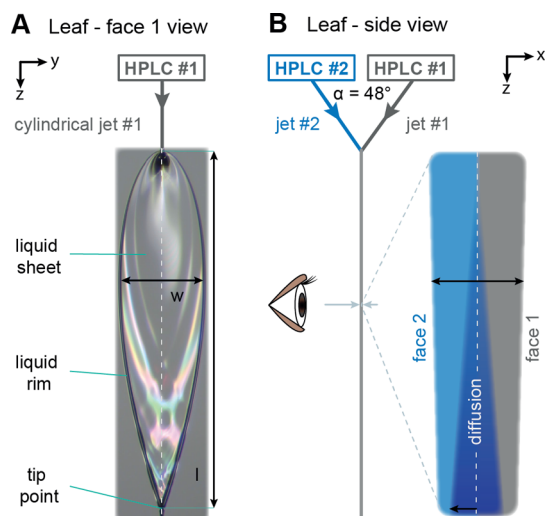 A Leaf - face 1 view
y
z
HPLC #1
cylindrical jet #1
liquid
sheet
w
liquid
rim
l
tip
point
B Leaf - side view
x
z
HPLC #2
HPLC #1
α = 48°
jet #2
jet #1
face 2
face 1
diffusion